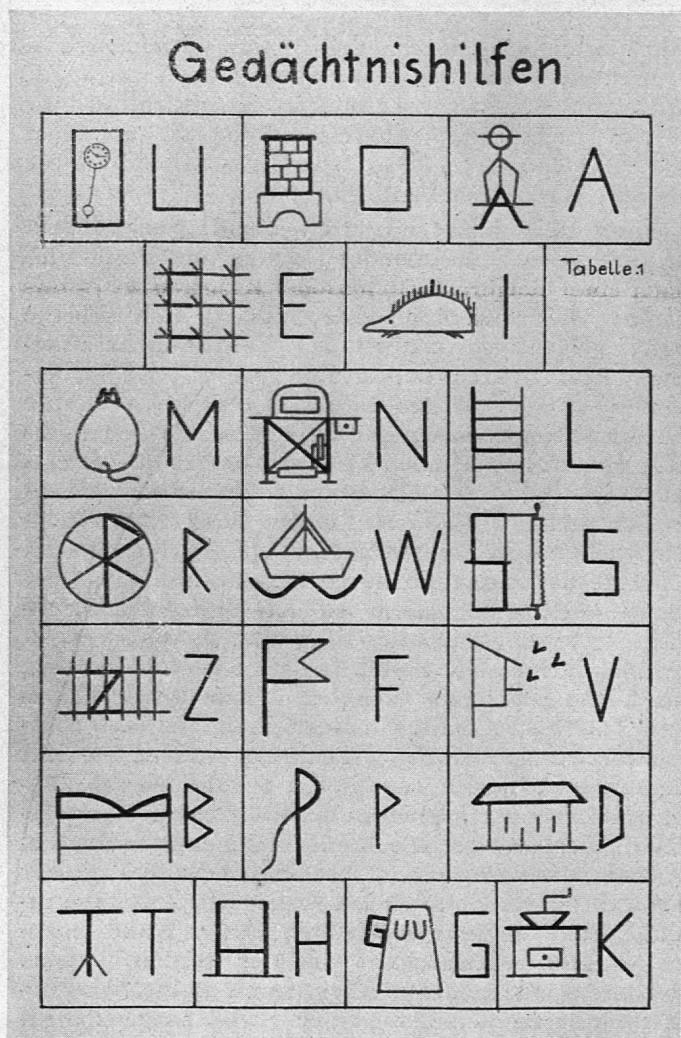 Gedächtnishilfen
U O A
E I Tabelle 1
M N L
R W S
Z F V
B P D
T H G G K